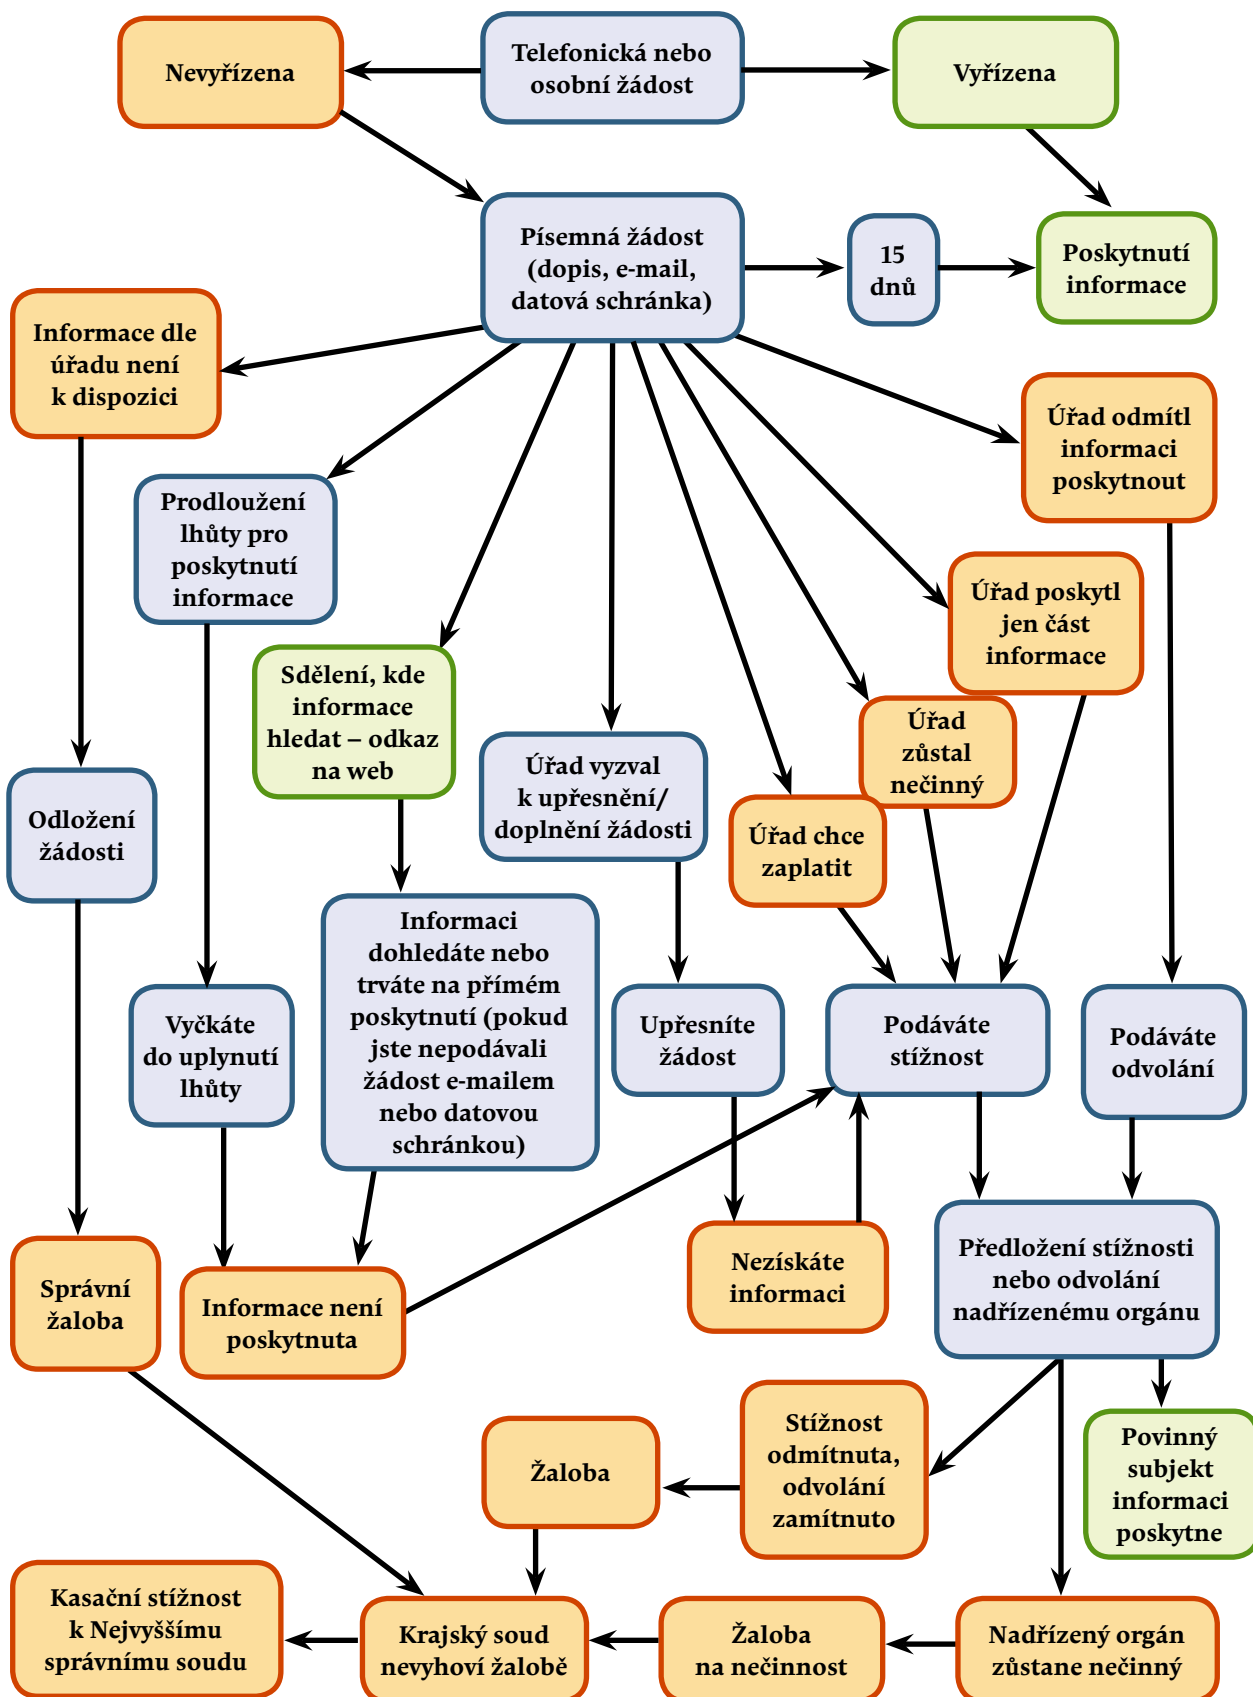 Nevyřízena
Telefonická nebo
osobní žádost
Vyřízena
Písemná žádost
(dopis, e-mail,
datová schránka)
15
dnů
Poskytnutí
informace
Informace dle
úřadu není
k dispozici
Úřad odmítl
informaci
poskytnout
Prodloužení
lhůty pro
poskytnutí
informace
Úřad poskytl
jen část
informace
Sdělení, kde
informace
hledat – odkaz
na web
Úřad
zůstal
nečinný
Úřad vyzval
k upřesnění/
doplnění žádosti
Úřad chce
zaplatit
Odložení
žádosti
Informaci
dohledáte nebo
trváte na přímém
poskytnutí (pokud
jste nepodávali
žádost e-mailem
nebo datovou
schránkou)
Vyčkáte
do uplynutí
lhůty
Upřesníte
žádost
Podáváte
stížnost
Podáváte
odvolání
Správní
žaloba
Informace není
poskytnuta
Nezískáte
informaci
Předložení stížnosti
nebo odvolání
nadřízenému orgánu
Žaloba
Stížnost
odmítnuta,
odvolání
zamítnuto
Povinný
subjekt
informaci
poskytne
Kasační stížnost
k Nejvyššímu
správnímu soudu
Krajský soud
nevyhoví žalobě
Žaloba
na nečinnost
Nadřízený orgán
zůstane nečinný